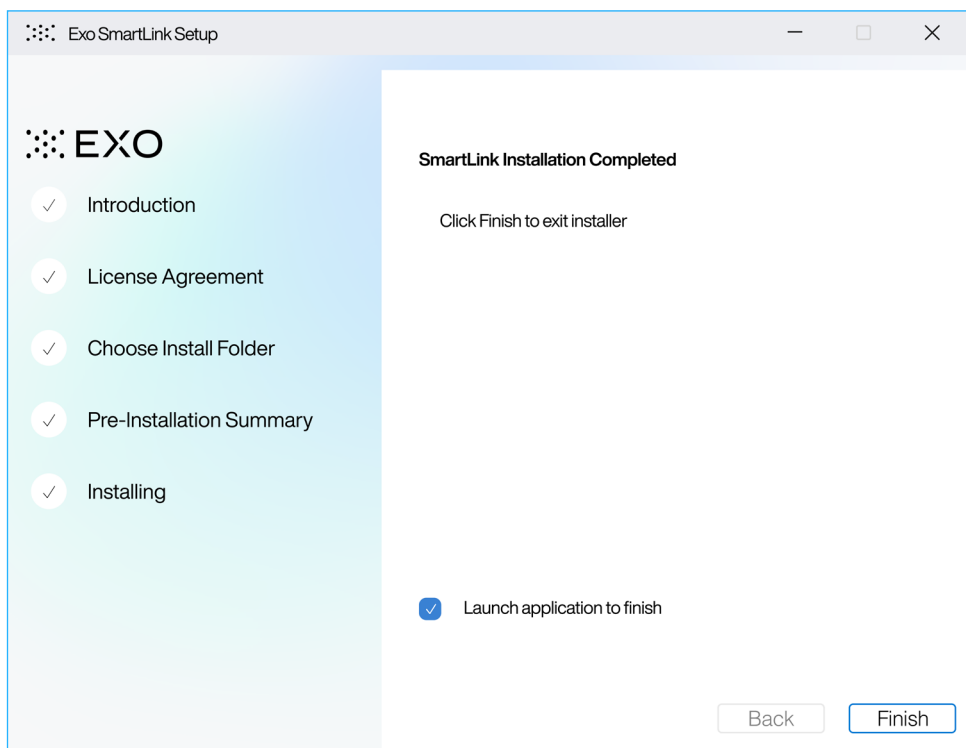 Exo SmartLink Setup
EXO
Introduction
License Agreement
Choose Install Folder
Pre-Installation Summary
Installing
SmartLink Installation Completed
Click Finish to exit installer
Launch application to finish
Back
Finish